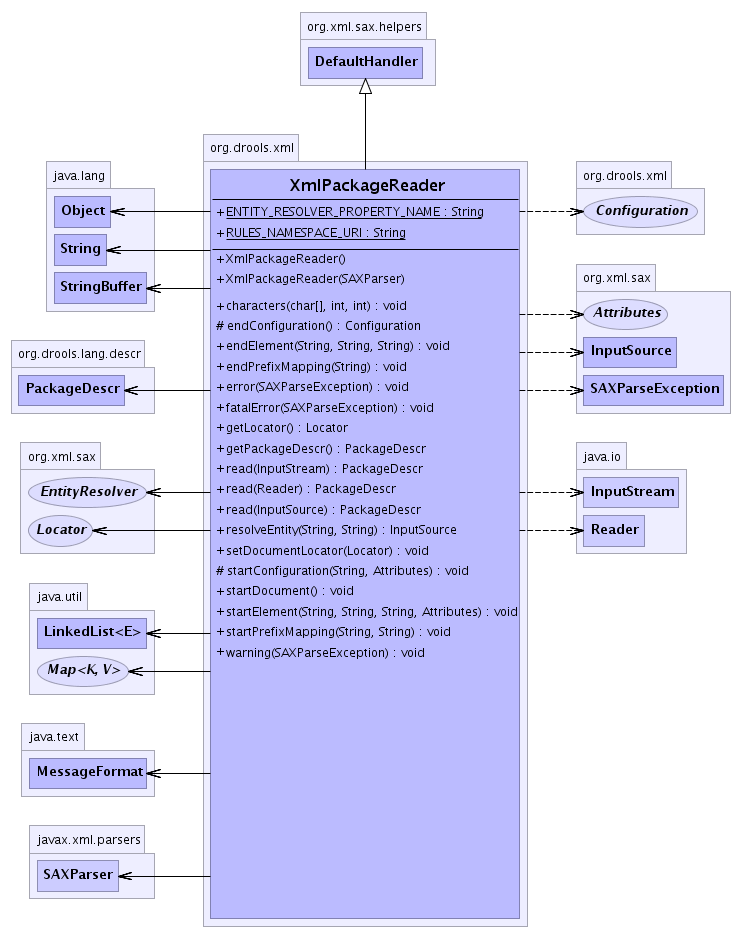 org.xml.sax.helpers
DefaultHandler
org.drools.xml
XmlPackageReader
+ENTITY_RESOLVER_PROPERTY_NAME : String
+RULES_NAMESPACE_URI : String
+XmlPackageReader()
+XmlPackageReader(SAXParser)
+characters(char[], int, int) : void
#endConfiguration() : Configuration
+endElement(String, String, String) : void
+endPrefixMapping(String) : void
+error(SAXParseException) : void
+fatalError(SAXParseException) : void
+getLocator() : Locator
+getPackageDescr() : PackageDescr
+read(InputStream) : PackageDescr
+read(Reader) : PackageDescr
+read(InputSource) : PackageDescr
+resolveEntity(String, String) : InputSource
+setDocumentLocator(Locator) : void
#startConfiguration(String, Attributes) : void
+startDocument() : void
+startElement(String, String, String, Attributes) : void
+startPrefixMapping(String, String) : void
+warning(SAXParseException) : void
java.lang
Object
String
StringBuffer
org.drools.lang.descr
PackageDescr
org.xml.sax
EntityResolver
Locator
java.util
LinkedList<E>
Map<K, V>
java.text
MessageFormat
javax.xml.parsers
SAXParser
org.drools.xml
Configuration
org.xml.sax
Attributes
InputSource
SAXParseException
java.io
InputStream
Reader